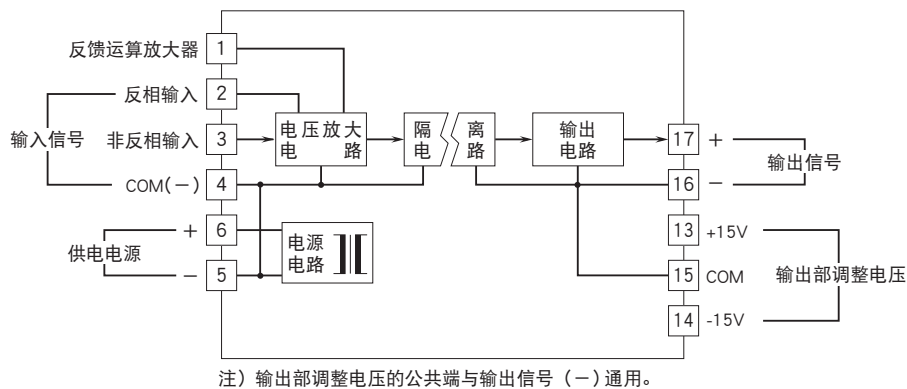 反馈运算放大器
1
反相输入
2
输入信号
非反相输入
3
COM(－)
4
供电电源
＋
6
－
5
电压放大
电路
隔离
电路
输出
电路
电源
电路
17
＋
16
－
输出信号
13
+15V
15
COM
14
-15V
输出部调整电压
注）输出部调整电压的公共端与输出信号（－）通用。